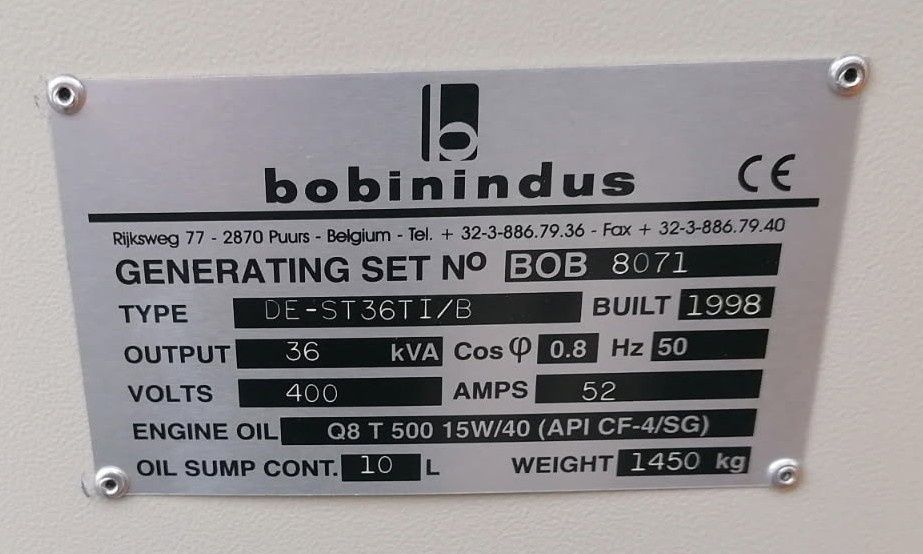 b
bobinindus CE
Rijksweg 77 - 2870 Puurs - Belgium - Tel. + 32-3-886.79.36 - Fax + 32-3-886.79.40
GENERATING SET Nº BOB 8071
TYPE DE-ST36TI/B BUILT 1998
OUTPUT 36 kVA Cos φ 0.8 Hz 50
VOLTS 400 AMPS 52
ENGINE OIL Q8 T 500 15W/40 (API CF-4/SG)
OIL SUMP CONT. 10 L WEIGHT 1450 kg